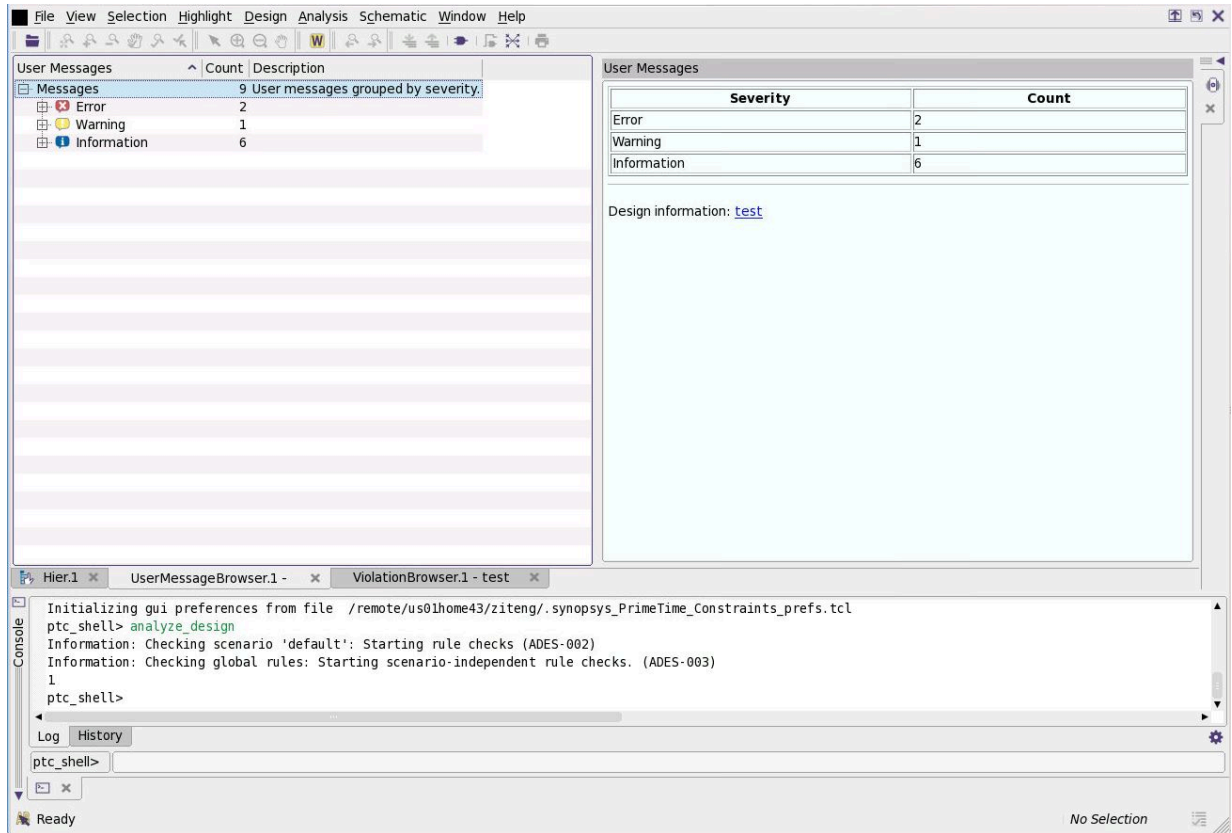 File View Selection Highlight Design Analysis Schematic Window Help
W
User Messages Count Description
Messages 9 User messages grouped by severity.
Error 2
Warning 1
Information 6
User Messages
Severity Count
Error 2
Warning 1
Information 6
Design information: test
Hier.1 UserMessageBrowser.1 - ViolationBrowser.1 - test
Console
Initializing gui preferences from file /remote/us01home43/ziteng/.synopsys_PrimeTime_Constraints_prefs.tcl
ptc_shell> analyze_design
Information: Checking scenario 'default': Starting rule checks (ADES-002)
Information: Checking global rules: Starting scenario-independent rule checks. (ADES-003)
1
ptc_shell>
Log History
ptc_shell>
Ready No Selection